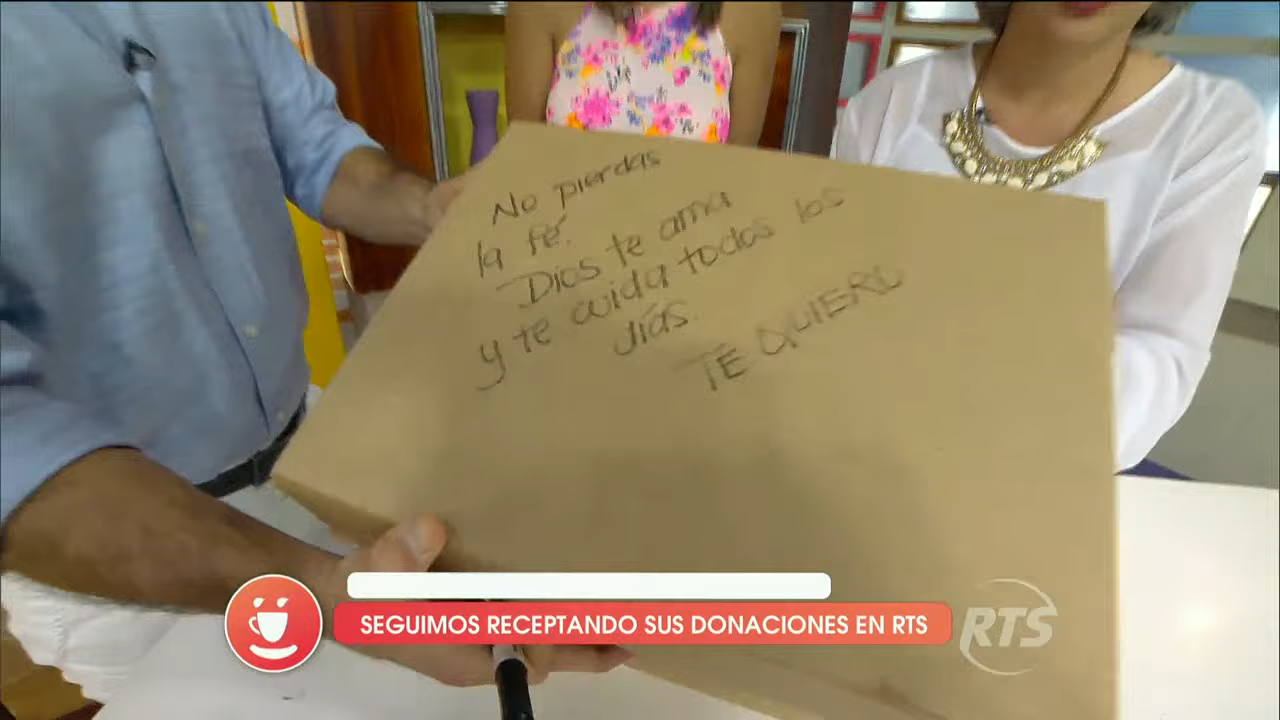 No pierdas
la fé.
Dios te ama
y te cuida todos los
días.
TE QUIERO
SEGUIMOS RECEPTANDO SUS DONACIONES EN RTS
RTS